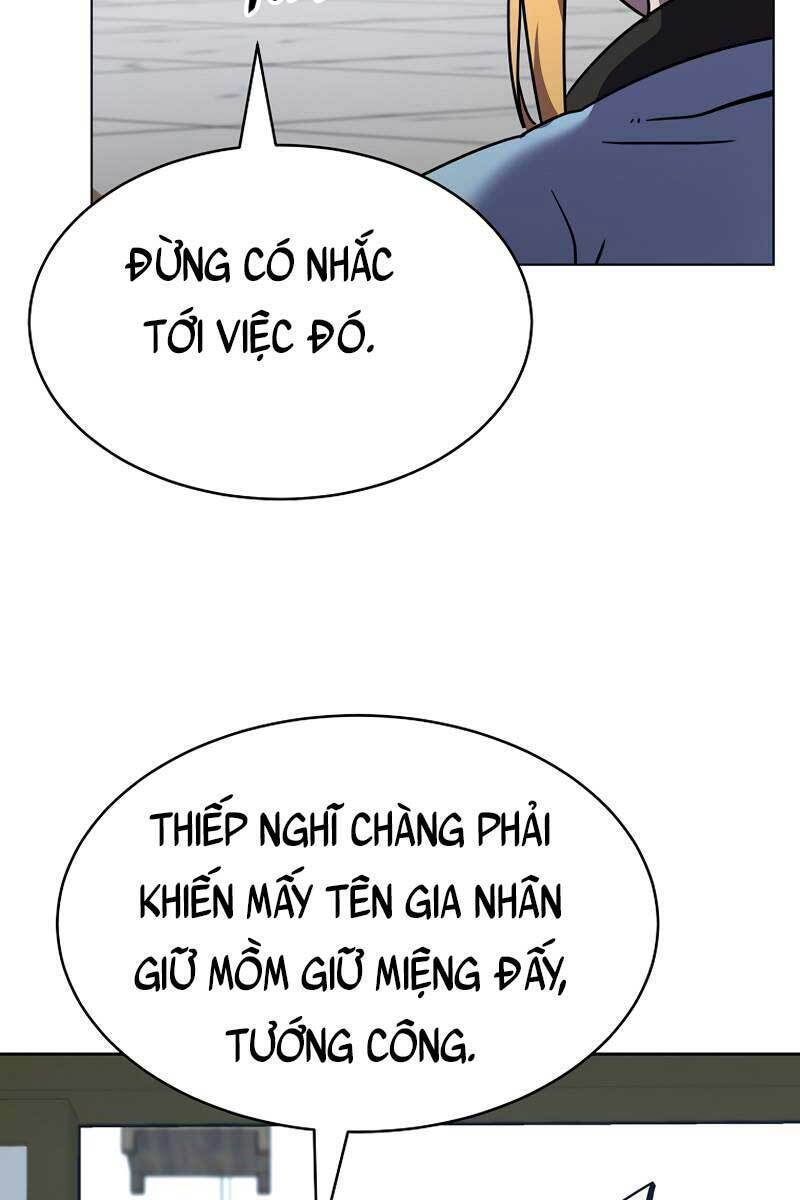 ĐỪNG CÓ NHẮC
TỚI VIỆC ĐÓ.
THIẾP NGHĨ CHÀNG PHẢI
KHIẾN MẤY TÊN GIA NHÂN
GIỮ MỒM GIỮ MIỆNG ĐẤY,
TƯỚNG CÔNG.